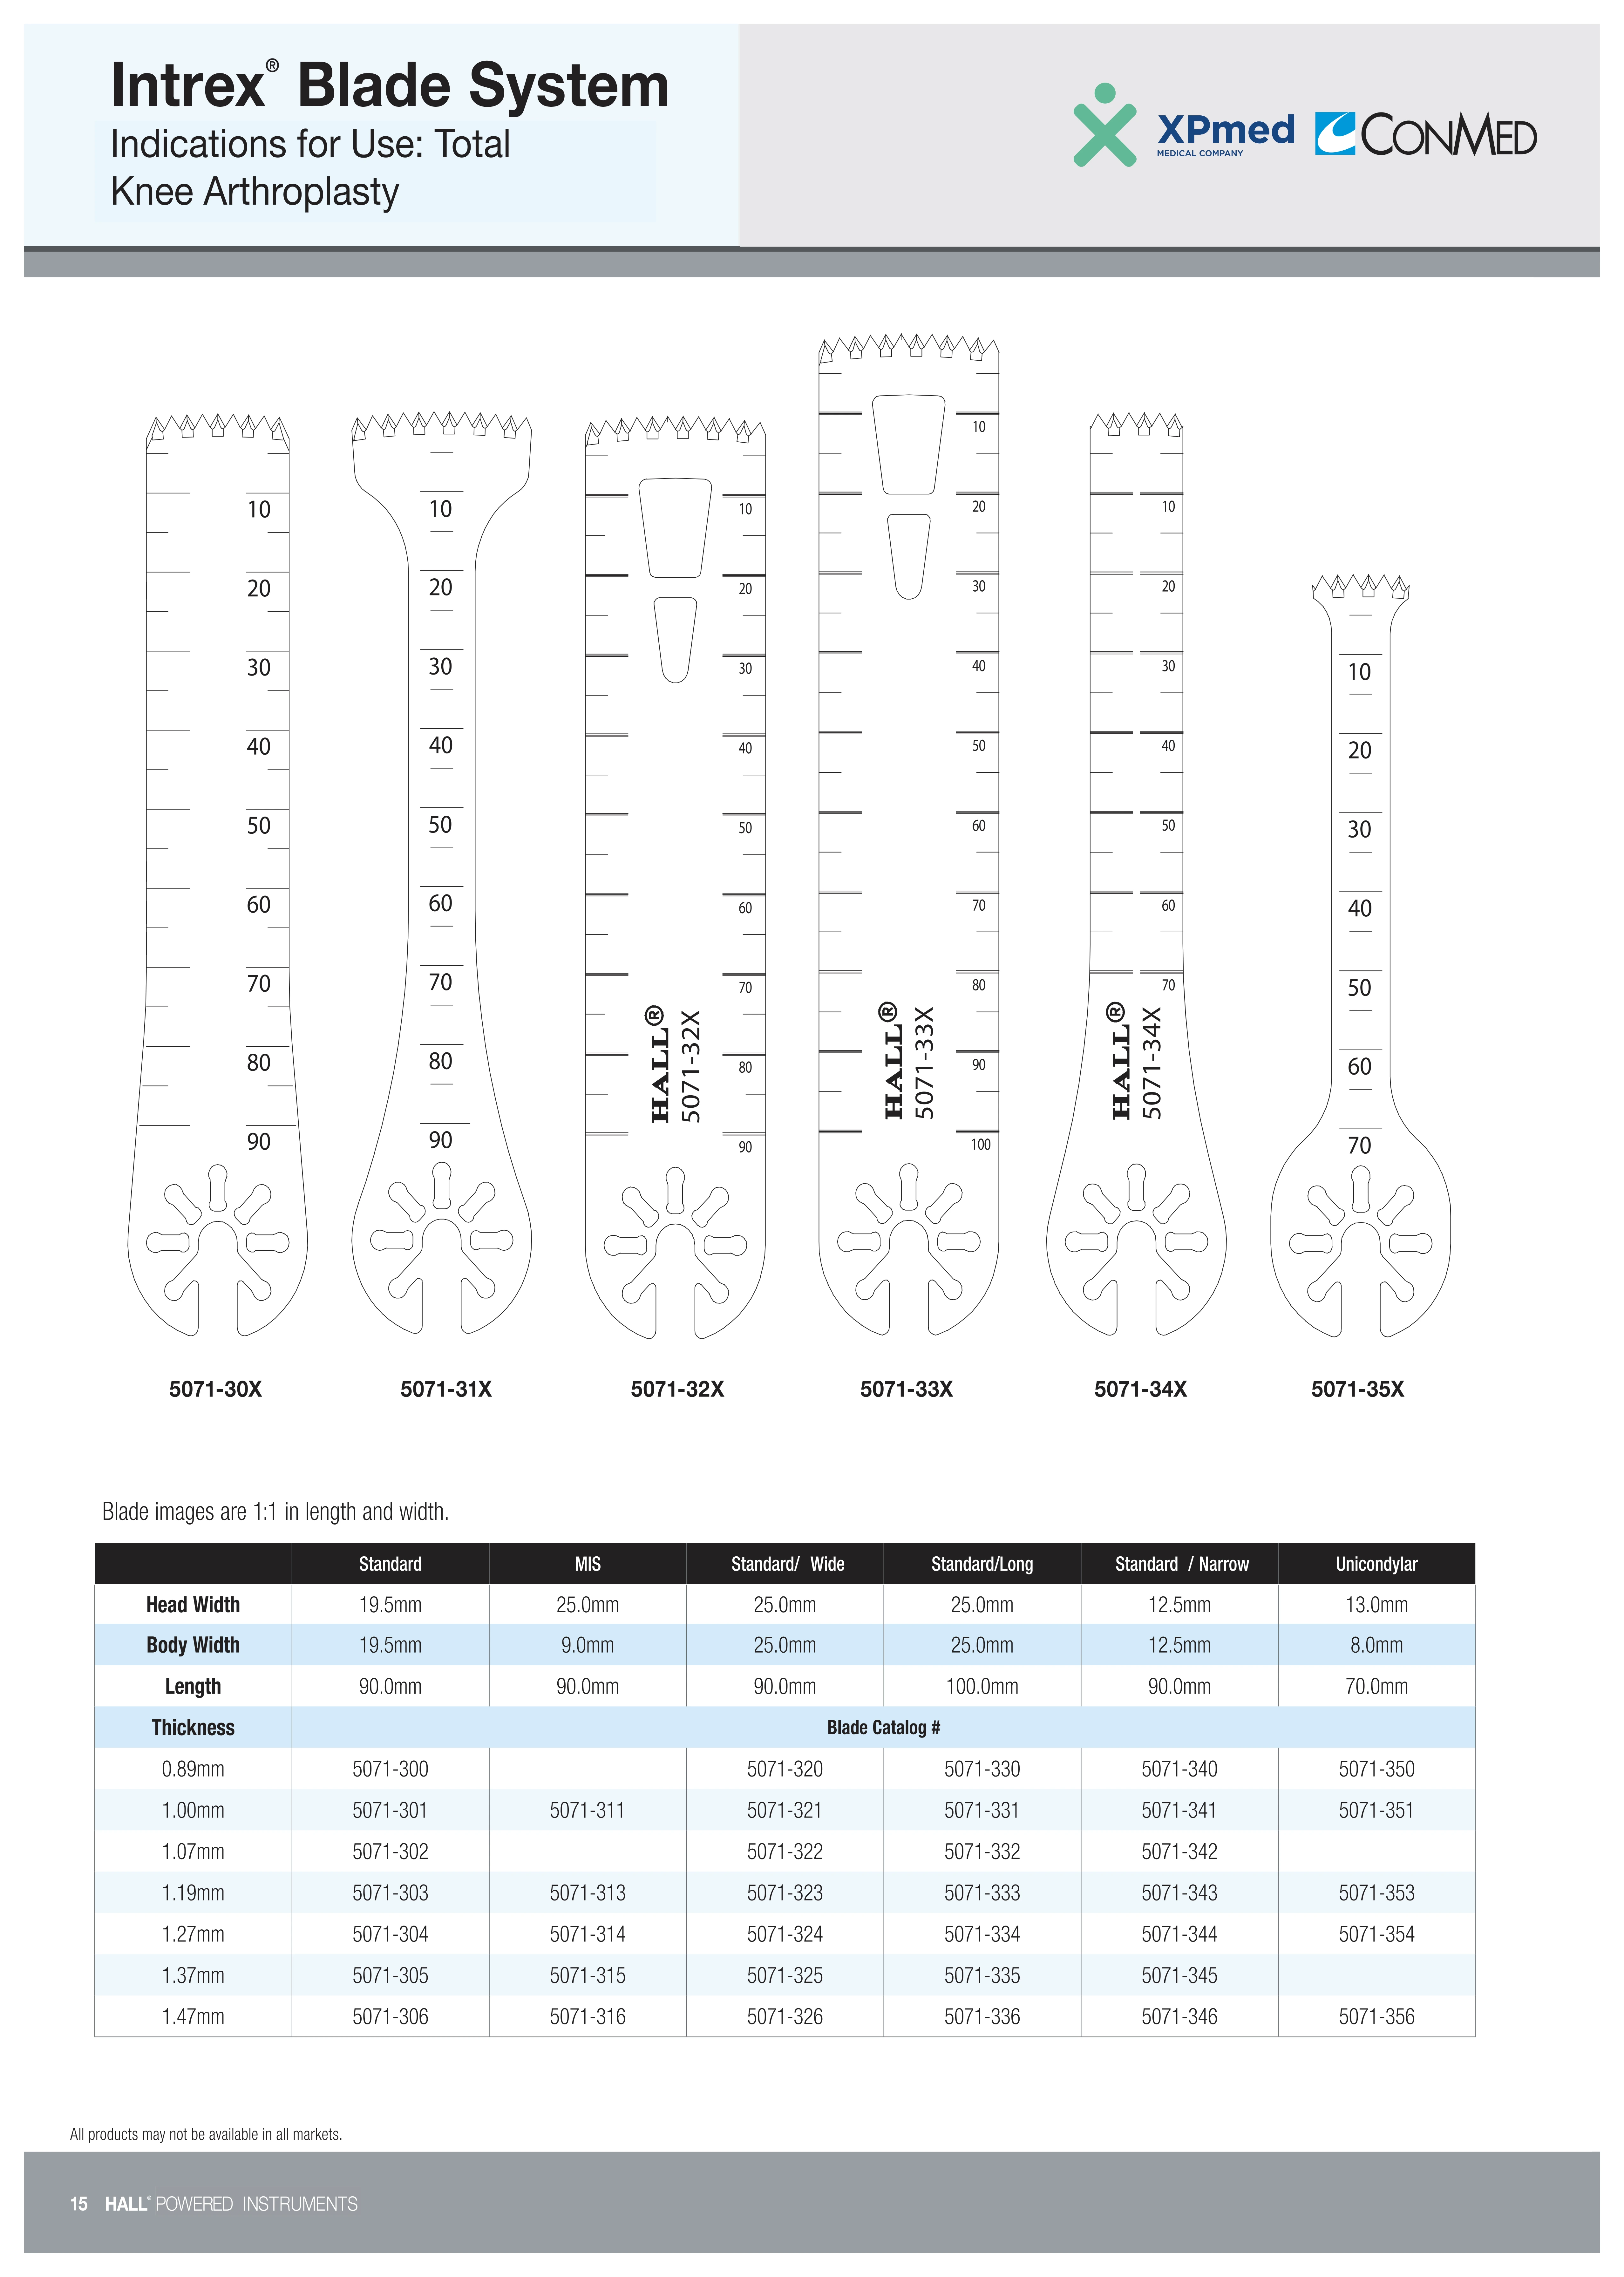 Intrex® Blade System
Indications for Use: Total
Knee Arthroplasty
XPmed
MEDICAL COMPANY
CONMED
10
20
30
40
50
60
70
80
90
10
20
30
40
50
60
70
80
90
10
20
30
40
50
60
70
80
90
HALL®
5071-32X
10
20
30
40
50
60
70
80
90
100
HALL®
5071-33X
10
20
30
40
50
60
70
HALL®
5071-34X
10
20
30
40
50
60
70
5071-30X 5071-31X 5071-32X 5071-33X 5071-34X 5071-35X
Blade images are 1:1 in length and width.
Standard MIS Standard/ Wide Standard/Long Standard / Narrow Unicondylar
Head Width 19.5mm 25.0mm 25.0mm 25.0mm 12.5mm 13.0mm
Body Width 19.5mm 9.0mm 25.0mm 25.0mm 12.5mm 8.0mm
Length 90.0mm 90.0mm 90.0mm 100.0mm 90.0mm 70.0mm
Thickness Blade Catalog #
0.89mm 5071-300 5071-320 5071-330 5071-340 5071-350
1.00mm 5071-301 5071-311 5071-321 5071-331 5071-341 5071-351
1.07mm 5071-302 5071-322 5071-332 5071-342
1.19mm 5071-303 5071-313 5071-323 5071-333 5071-343 5071-353
1.27mm 5071-304 5071-314 5071-324 5071-334 5071-344 5071-354
1.37mm 5071-305 5071-315 5071-325 5071-335 5071-345
1.47mm 5071-306 5071-316 5071-326 5071-336 5071-346 5071-356
All products may not be available in all markets.
15 HALL® POWERED INSTRUMENTS